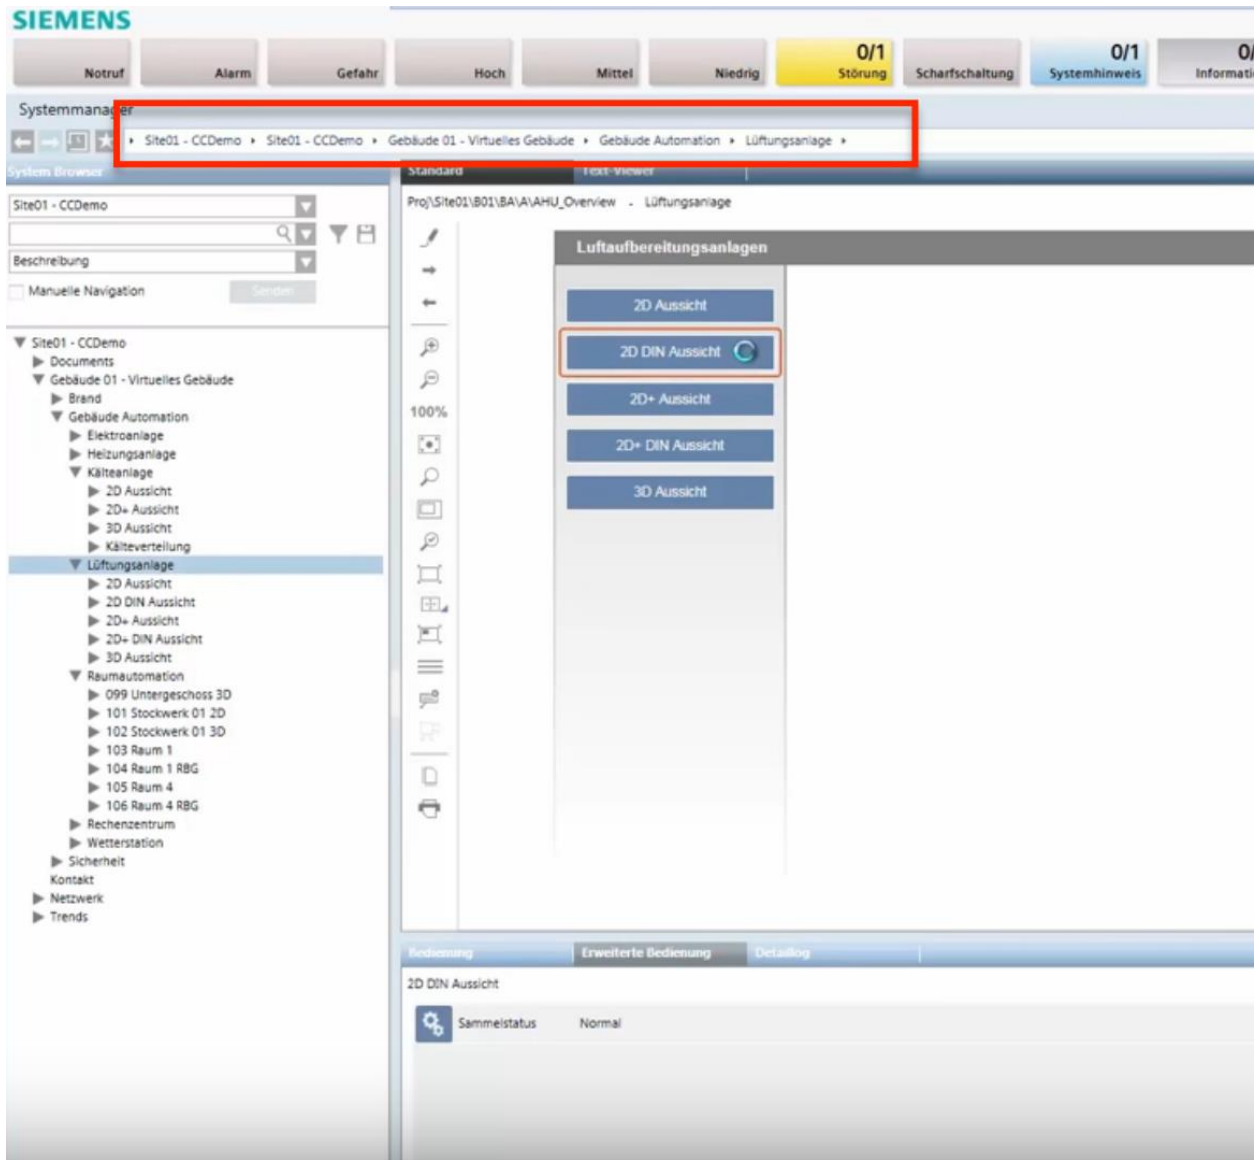 SIEMENS
0/1 0/1 0/
Notruf Alarm Gefahr Hoch Mittel Niedrig Störung Scharfschaltung Systemhinweis Informati
Systemmanager
Site01 - CCDemo Site01 - CCDemo Gebäude 01 - Virtuelles Gebäude Gebäude Automation Lüftungsanlage
System Browser
Standard Text-Viewer
Site01 - CCDemo
Proj\Site01\B01\BA\A\AHU_Overview - Lüftungsanlage
Beschreibung
Manuelle Navigation Senden
Site01 - CCDemo
Documents
Gebäude 01 - Virtuelles Gebäude
Brand
Gebäude Automation
Elektroanlage
Heizungsanlage
Kälteanlage
2D Aussicht
2D+ Aussicht
3D Aussicht
Kälteverteilung
Lüftungsanlage
2D Aussicht
2D DIN Aussicht
2D+ Aussicht
2D+ DIN Aussicht
3D Aussicht
Raumautomation
099 Untergeschoss 3D
101 Stockwerk 01 2D
102 Stockwerk 01 3D
103 Raum 1
104 Raum 1 RBG
105 Raum 4
106 Raum 4 RBG
Rechenzentrum
Wetterstation
Sicherheit
Kontakt
Netzwerk
Trends
100%
Luftaufbereitungsanlagen
2D Aussicht
2D DIN Aussicht
2D+ Aussicht
2D+ DIN Aussicht
3D Aussicht
Bedienung Erweiterte Bedienung Detaillog
2D DIN Aussicht
Sammelstatus Normal